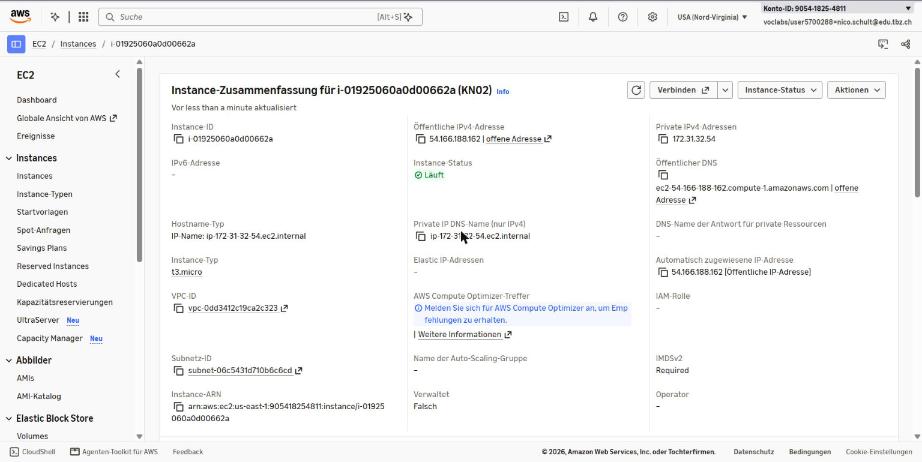 aws
Suche
[Alt+S]
USA (Nord-Virginia)
Konto-ID: 9054-1825-4811
voclabs/user5700288=nico.schult@edu.tbz.ch
EC2 / Instances / i-01925060a0d00662a
EC2
Dashboard
Globale Ansicht von AWS
Ereignisse
Instances
Instances
Instance-Typen
Startvorlagen
Spot-Anfragen
Savings Plans
Reserved Instances
Dedicated Hosts
Kapazitätsreservierungen
UltraServer Neu
Capacity Manager Neu
Abbilder
AMIs
AMI-Katalog
Elastic Block Store
Volumes
Instance-Zusammenfassung für i-01925060a0d00662a (KN02) Info
Vor less than a minute aktualisiert
Verbinden
Instance-Status
Aktionen
Instance-ID
i-01925060a0d00662a
Öffentliche IPv4-Adresse
54.166.188.162 | offene Adresse
Private IPv4-Adressen
172.31.32.54
IPv6-Adresse
–
Instance-Status
Läuft
Öffentlicher DNS
ec2-54-166-188-162.compute-1.amazonaws.com | offene
Adresse
Hostname-Typ
IP-Name: ip-172-31-32-54.ec2.internal
Private IP DNS-Name (nur IPv4)
ip-172-31-32-54.ec2.internal
DNS-Name der Antwort für private Ressourcen
–
Instance-Typ
t3.micro
Elastic IP-Adressen
–
Automatisch zugewiesene IP-Adresse
54.166.188.162 [Öffentliche IP-Adresse]
VPC-ID
vpc-0dd3412c19ca2c323
AWS Compute Optimizer-Treffer
Melden Sie sich für AWS Compute Optimizer an, um Emp
fehlungen zu erhalten.
| Weitere Informationen
IAM-Rolle
–
Subnetz-ID
subnet-06c5431d710b6c6cd
Name der Auto-Scaling-Gruppe
–
IMDSv2
Required
Instance-ARN
arn:aws:ec2:us-east-1:905418254811:instance/i-01925
060a0d00662a
Verwaltet
Falsch
Operator
–
CloudShell
Agenten-Toolkit für AWS
Feedback
© 2026, Amazon Web Services, Inc. oder Tochterfirmen.
Datenschutz
Bedingungen
Cookie-Einstellungen